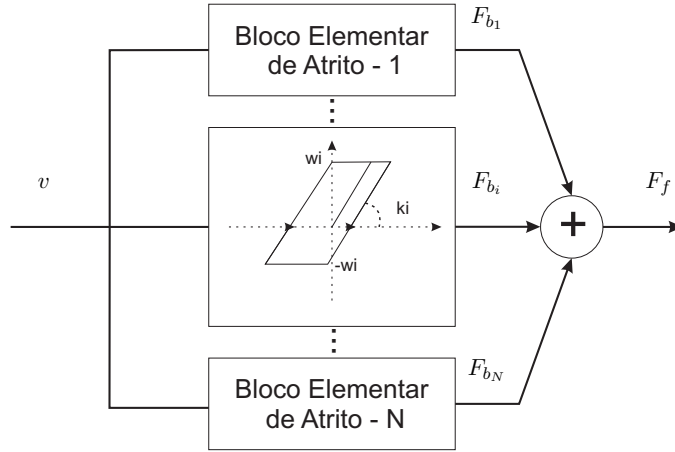 F_{b_1}
Bloco Elementar
de Atrito - 1
wi
v
F_{b_i}
F_f
ki
+
-wi
F_{b_N}
Bloco Elementar
de Atrito - N